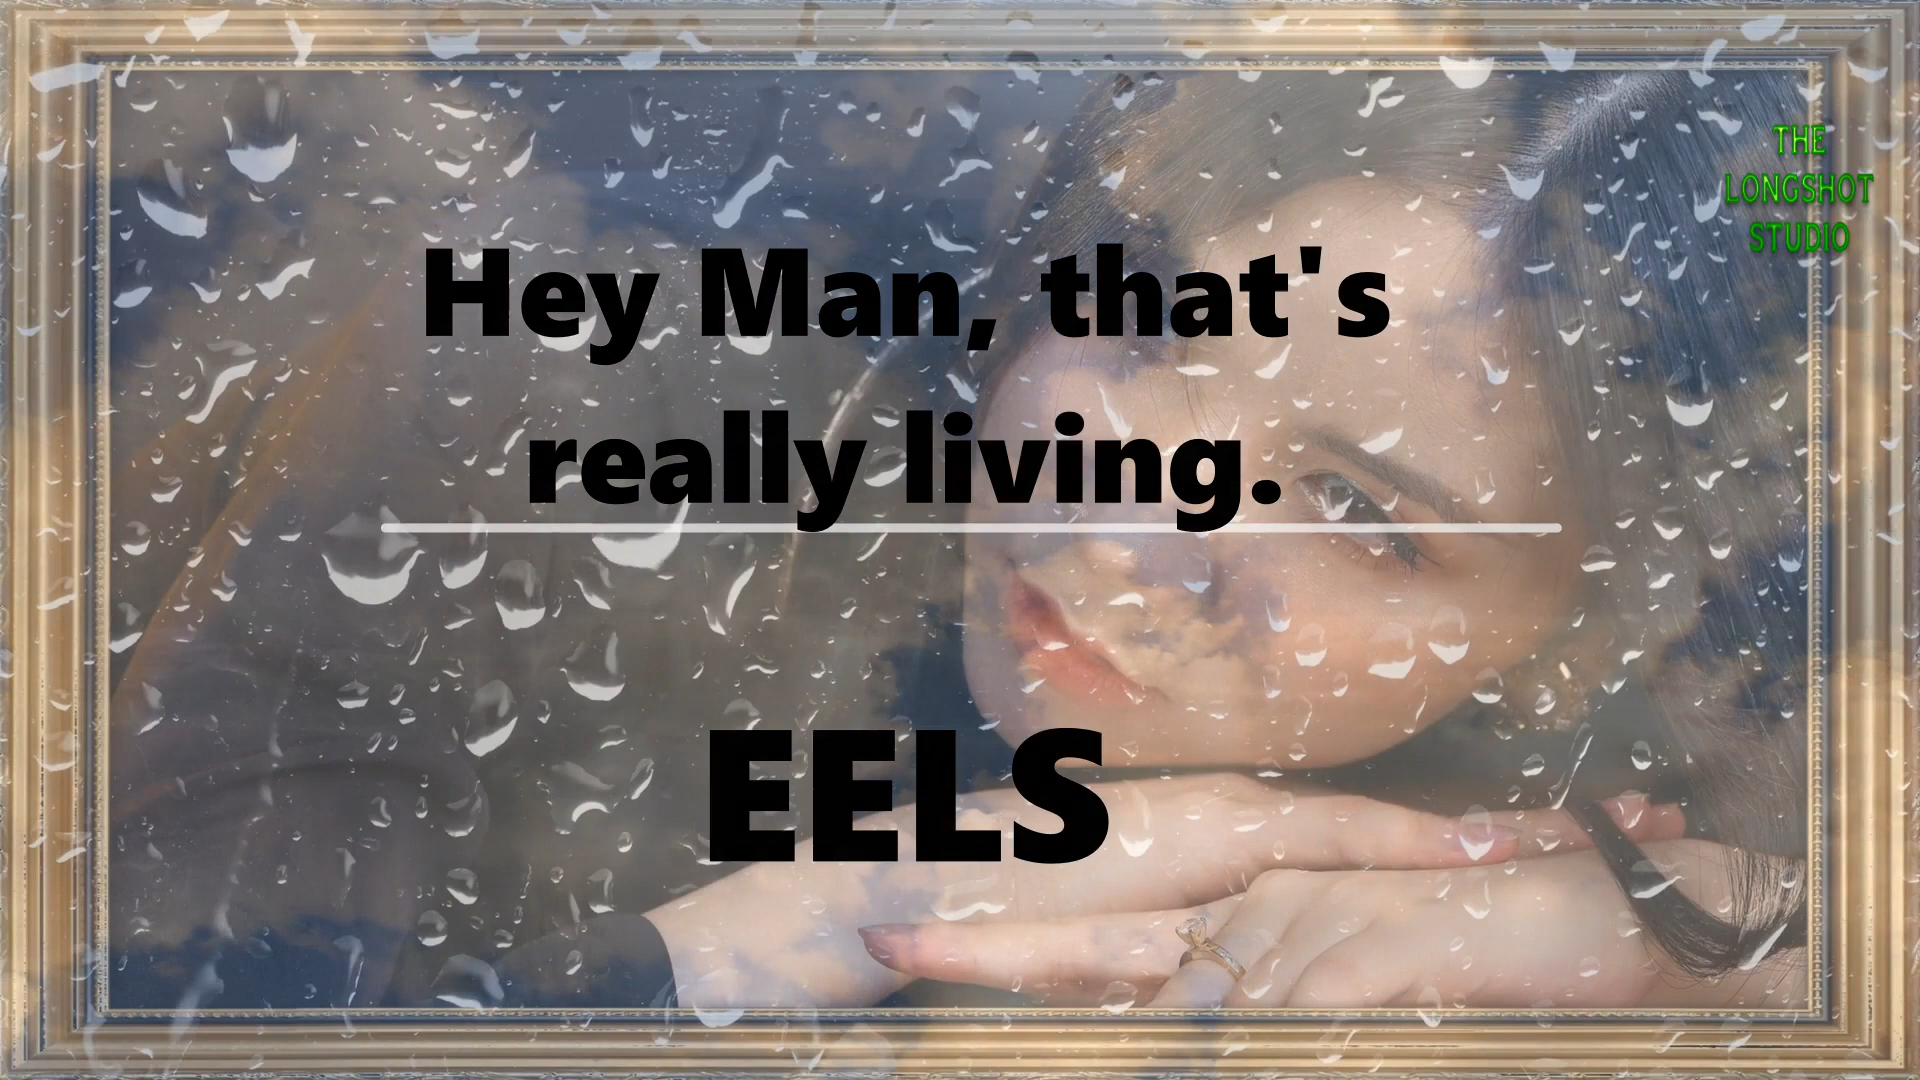 Hey Man, that's
really living.
EELS
THE
LONGSHOT
STUDIO